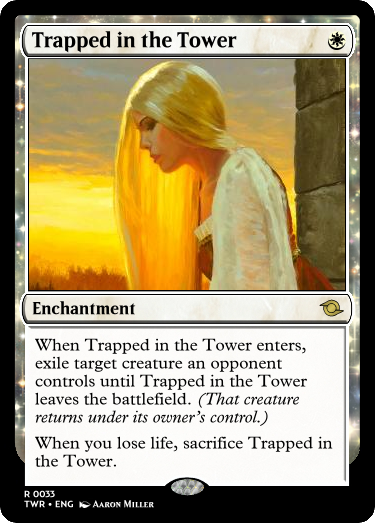 Trapped in the Tower
Enchantment
When Trapped in the Tower enters,
exile target creature an opponent
controls until Trapped in the Tower
leaves the battlefield. (That creature
returns under its owner's control.)
When you lose life, sacrifice Trapped in
the Tower.
R 0033
TWR • ENG Aaron Miller